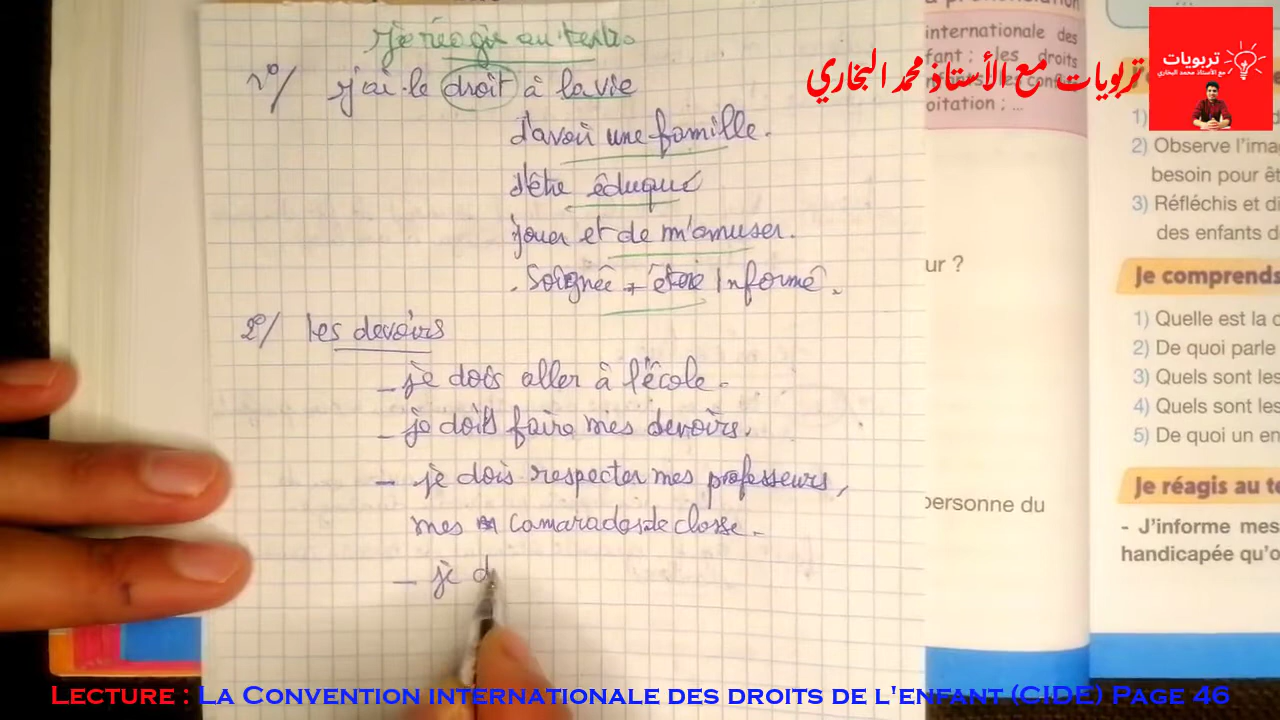 Je réagis au texte
1°/ j'ai le droit à la vie
d'avoir une famille.
d'être éduqué
jouer et de m'amuser.
. Soignée + être Informé.
2°/ les devoirs
- je dois aller à l'école.
- je dois faire mes devoirs.
- je dois respecter mes professeurs,
mes camarades de classe.
- je d
internationale des
fant : les droits
oitation ; ...
ur ?
personne du
تربويات مع الأستاذ محمد البخاري
تربويات
مع الأستاذ محمد البخاري
1)
2) Observe l'ima
besoin pour êt
3) Réfléchis et di
des enfants d
Je comprends
1) Quelle est la c
2) De quoi parle
3) Quels sont les
4) Quels sont les
5) De quoi un en
Je réagis au te
- J'informe mes
handicapée qu'o
Lecture : La Convention internationale des droits de l'enfant (CIDE) Page 46